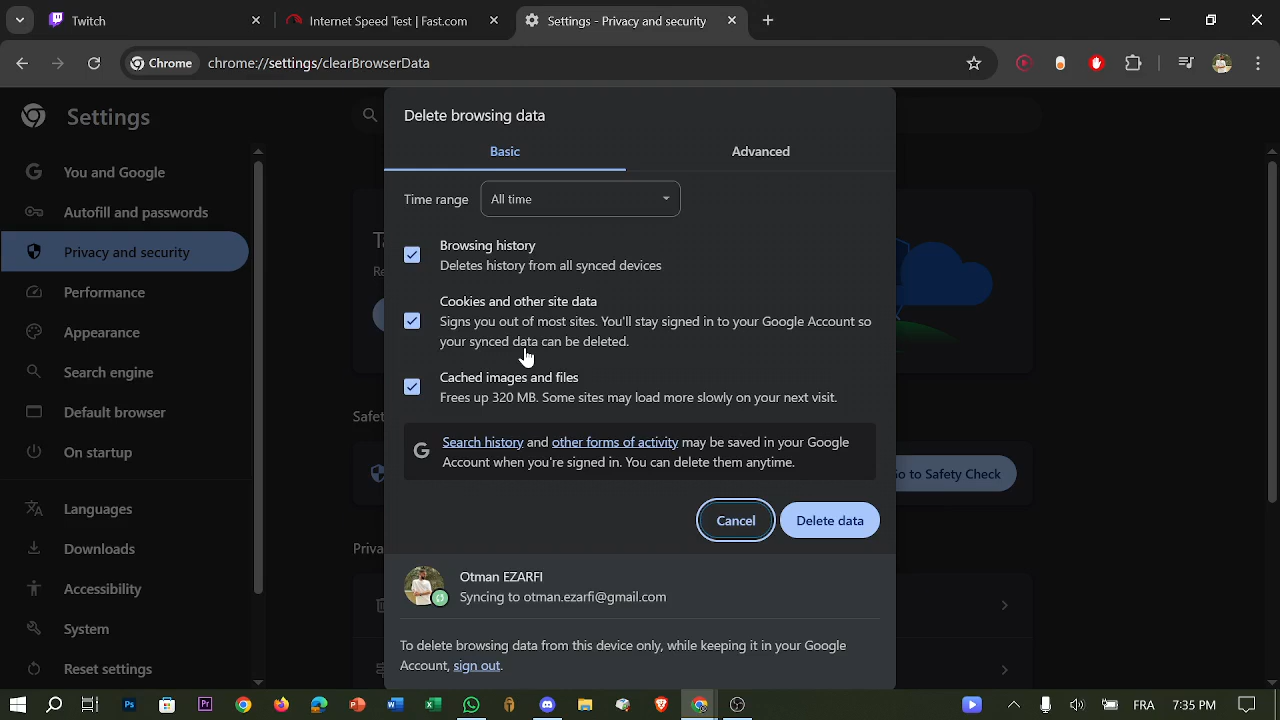 Twitch
Internet Speed Test | Fast.com
Settings - Privacy and security
Chrome
chrome://settings/clearBrowserData
Settings
You and Google
Autofill and passwords
Privacy and security
Performance
Appearance
Search engine
Default browser
On startup
Languages
Downloads
Accessibility
System
Reset settings
Delete browsing data
Basic
Advanced
Time range
All time
Browsing history
Deletes history from all synced devices
Cookies and other site data
Signs you out of most sites. You'll stay signed in to your Google Account so
your synced data can be deleted.
Cached images and files
Frees up 320 MB. Some sites may load more slowly on your next visit.
Search history and other forms of activity may be saved in your Google
Account when you're signed in. You can delete them anytime.
Cancel
Delete data
Otman EZARFI
Syncing to otman.ezarfi@gmail.com
To delete browsing data from this device only, while keeping it in your Google
Account, sign out.
to Safety Check
FRA
7:35 PM